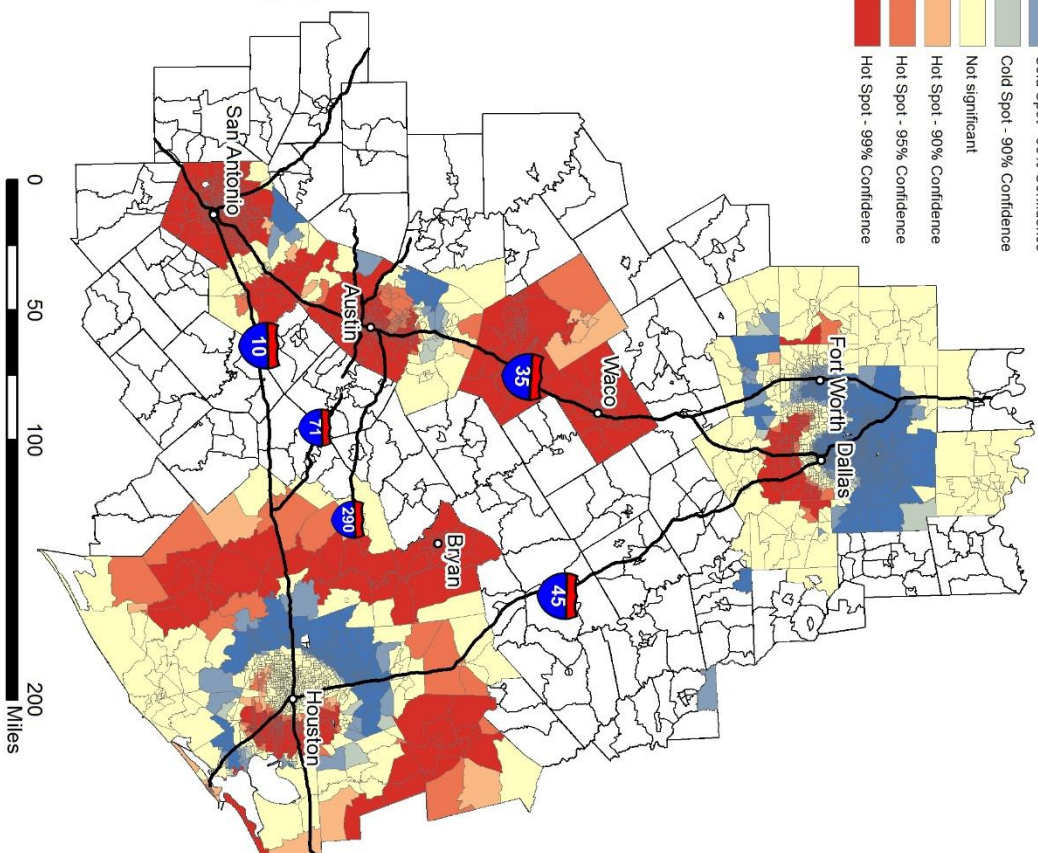 Cold Spot - 90% Confidence
Not significant
Hot Spot - 90% Confidence
Hot Spot - 95% Confidence
Hot Spot - 99% Confidence
Fort Worth
Dallas
Waco
35
45
Bryan
Austin
290
71
10
San Antonio
Houston
0
50
100
200
Miles